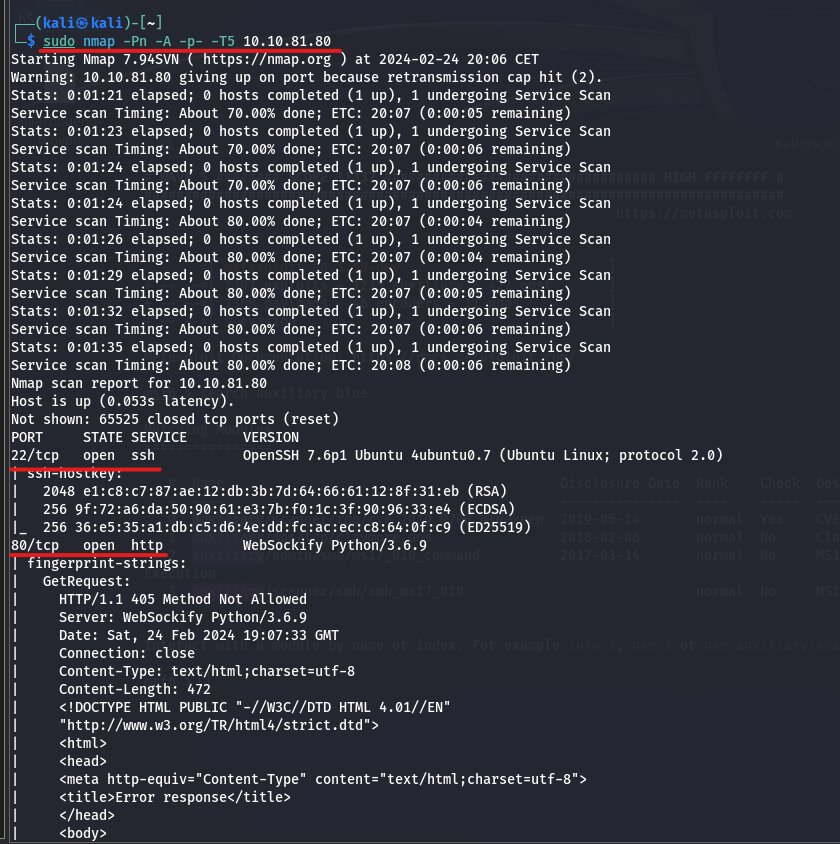 ┌──(kali㉿kali)-[~]
└─$ sudo nmap -Pn -A -p- -T5 10.10.81.80
Starting Nmap 7.94SVN ( https://nmap.org ) at 2024-02-24 20:06 CET
Warning: 10.10.81.80 giving up on port because retransmission cap hit (2).
Stats: 0:01:21 elapsed; 0 hosts completed (1 up), 1 undergoing Service Scan
Service scan Timing: About 70.00% done; ETC: 20:07 (0:00:05 remaining)
Stats: 0:01:23 elapsed; 0 hosts completed (1 up), 1 undergoing Service Scan
Service scan Timing: About 70.00% done; ETC: 20:07 (0:00:06 remaining)
Stats: 0:01:24 elapsed; 0 hosts completed (1 up), 1 undergoing Service Scan
Service scan Timing: About 70.00% done; ETC: 20:07 (0:00:06 remaining)
Stats: 0:01:24 elapsed; 0 hosts completed (1 up), 1 undergoing Service Scan
Service scan Timing: About 80.00% done; ETC: 20:07 (0:00:04 remaining)
Stats: 0:01:26 elapsed; 0 hosts completed (1 up), 1 undergoing Service Scan
Service scan Timing: About 80.00% done; ETC: 20:07 (0:00:04 remaining)
Stats: 0:01:29 elapsed; 0 hosts completed (1 up), 1 undergoing Service Scan
Service scan Timing: About 80.00% done; ETC: 20:07 (0:00:05 remaining)
Stats: 0:01:32 elapsed; 0 hosts completed (1 up), 1 undergoing Service Scan
Service scan Timing: About 80.00% done; ETC: 20:07 (0:00:06 remaining)
Stats: 0:01:35 elapsed; 0 hosts completed (1 up), 1 undergoing Service Scan
Service scan Timing: About 80.00% done; ETC: 20:08 (0:00:06 remaining)
Nmap scan report for 10.10.81.80
Host is up (0.053s latency).
Not shown: 65525 closed tcp ports (reset)
PORT     STATE SERVICE       VERSION
22/tcp   open  ssh           OpenSSH 7.6p1 Ubuntu 4ubuntu0.7 (Ubuntu Linux; protocol 2.0)
| ssh-hostkey:
|   2048 e1:c8:c7:87:ae:12:db:3b:7d:64:66:61:12:8f:31:eb (RSA)
|   256 9f:72:a6:da:50:90:61:e3:7b:f0:1c:3f:90:96:33:e4 (ECDSA)
|_  256 36:e5:35:a1:db:c5:d6:4e:dd:fc:ac:ec:c8:64:0f:c9 (ED25519)
80/tcp   open  http          WebSockify Python/3.6.9
| fingerprint-strings:
|   GetRequest:
|     HTTP/1.1 405 Method Not Allowed
|     Server: WebSockify Python/3.6.9
|     Date: Sat, 24 Feb 2024 19:07:33 GMT
|     Connection: close
|     Content-Type: text/html;charset=utf-8
|     Content-Length: 472
|     <!DOCTYPE HTML PUBLIC "-//W3C//DTD HTML 4.01//EN"
|     "http://www.w3.org/TR/html4/strict.dtd">
|     <html>
|     <head>
|     <meta http-equiv="Content-Type" content="text/html;charset=utf-8">
|     <title>Error response</title>
|     </head>
|     <body>